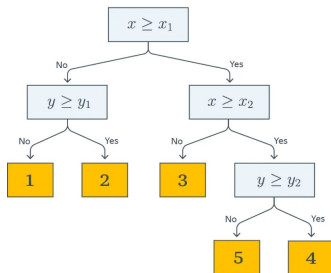 x ≥ x₁
No
Yes
y ≥ y₁
x ≥ x₂
No
Yes
No
Yes
1
2
3
y ≥ y₂
No
Yes
5
4